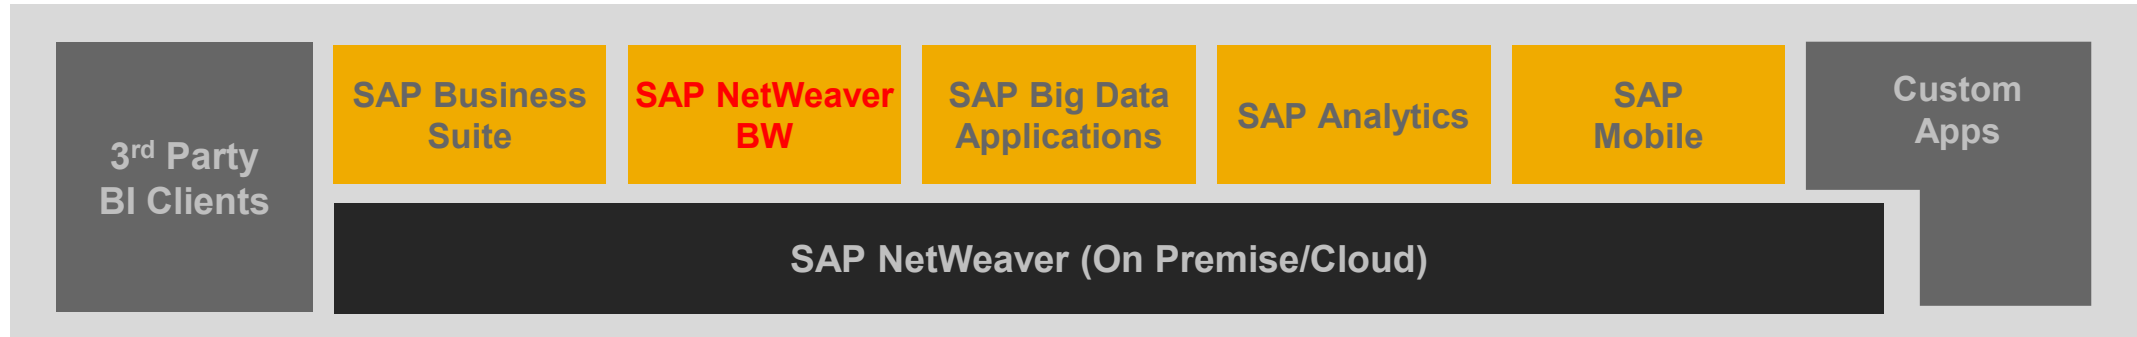 3rd Party
BI Clients
SAP Business
Suite
SAP NetWeaver
BW
SAP Big Data
Applications
SAP Analytics
SAP
Mobile
Custom
Apps
SAP NetWeaver (On Premise/Cloud)